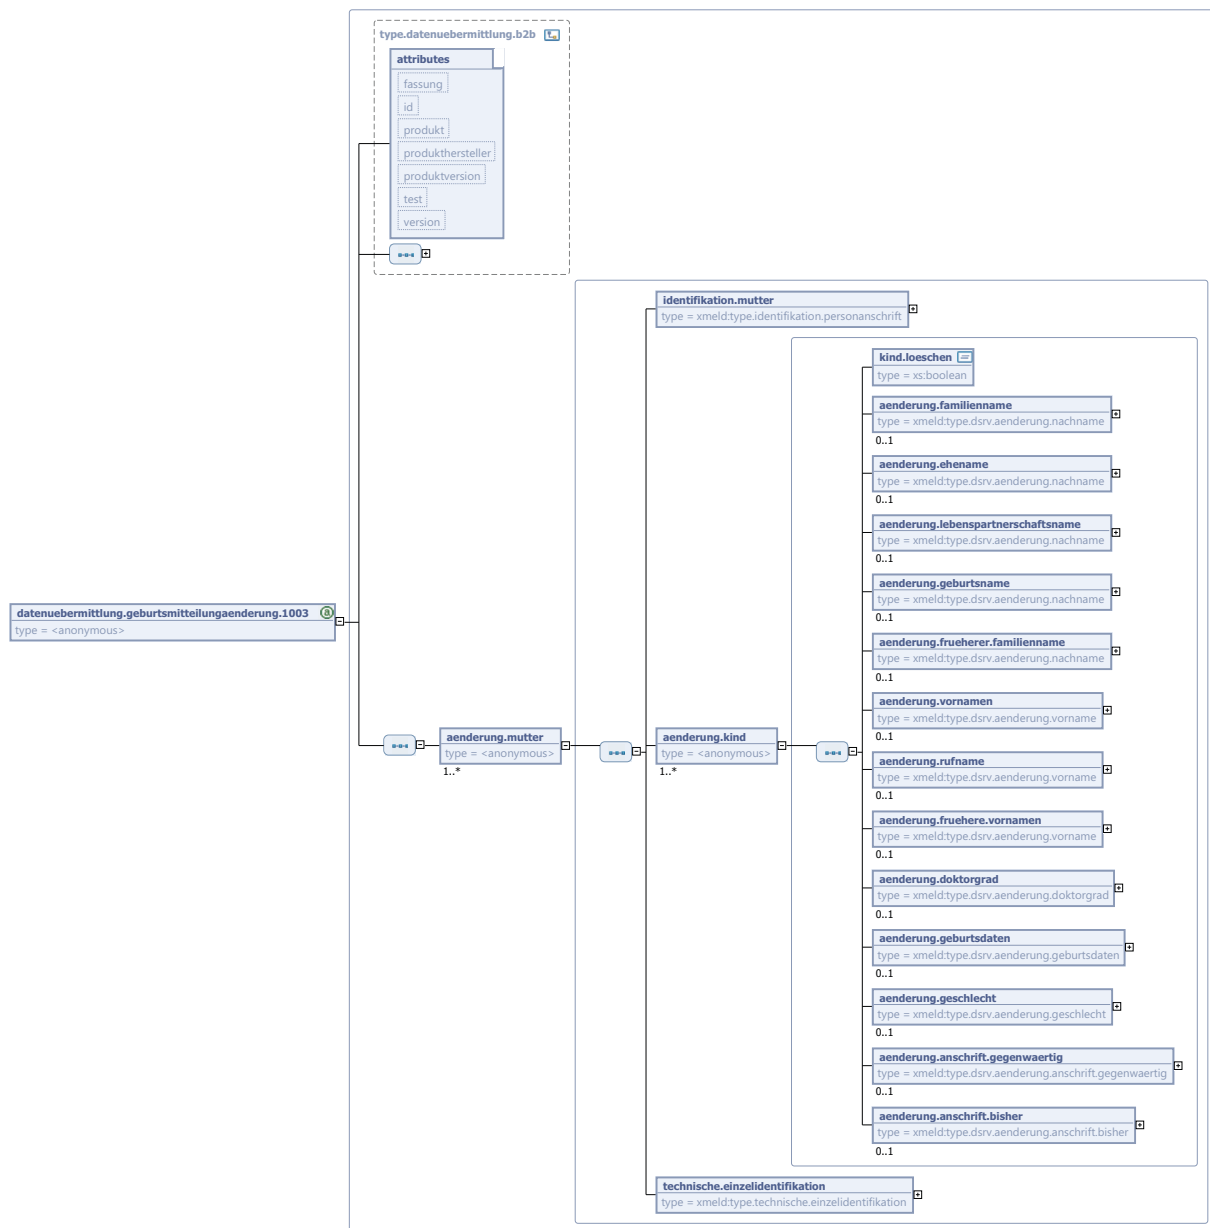 type.datenuebermittlung.b2b
attributes
fassung
id
produkt
produkthersteller
produktversion
test
version
identifikation.mutter
type = xmeld:type.identifikation.personanschrift
kind.loeschen
type = xs:boolean
aenderung.familienname
type = xmeld:type.dsrv.aenderung.nachname
0..1
aenderung.ehename
type = xmeld:type.dsrv.aenderung.nachname
0..1
aenderung.lebenspartnerschaftsname
type = xmeld:type.dsrv.aenderung.nachname
0..1
aenderung.geburtsname
type = xmeld:type.dsrv.aenderung.nachname
0..1
datenuebermittlung.geburtsmitteilungaenderung.1003 a
type = <anonymous>
aenderung.frueherer.familienname
type = xmeld:type.dsrv.aenderung.nachname
0..1
aenderung.vornamen
type = xmeld:type.dsrv.aenderung.vorname
0..1
aenderung.mutter
type = <anonymous>
1..*
aenderung.kind
type = <anonymous>
1..*
aenderung.rufname
type = xmeld:type.dsrv.aenderung.vorname
0..1
aenderung.fruehere.vornamen
type = xmeld:type.dsrv.aenderung.vorname
0..1
aenderung.doktorgrad
type = xmeld:type.dsrv.aenderung.doktorgrad
0..1
aenderung.geburtsdaten
type = xmeld:type.dsrv.aenderung.geburtsdaten
0..1
aenderung.geschlecht
type = xmeld:type.dsrv.aenderung.geschlecht
0..1
aenderung.anschrift.gegenwaertig
type = xmeld:type.dsrv.aenderung.anschrift.gegenwaertig
0..1
aenderung.anschrift.bisher
type = xmeld:type.dsrv.aenderung.anschrift.bisher
0..1
technische.einzelidentifikation
type = xmeld:type.technische.einzelidentifikation